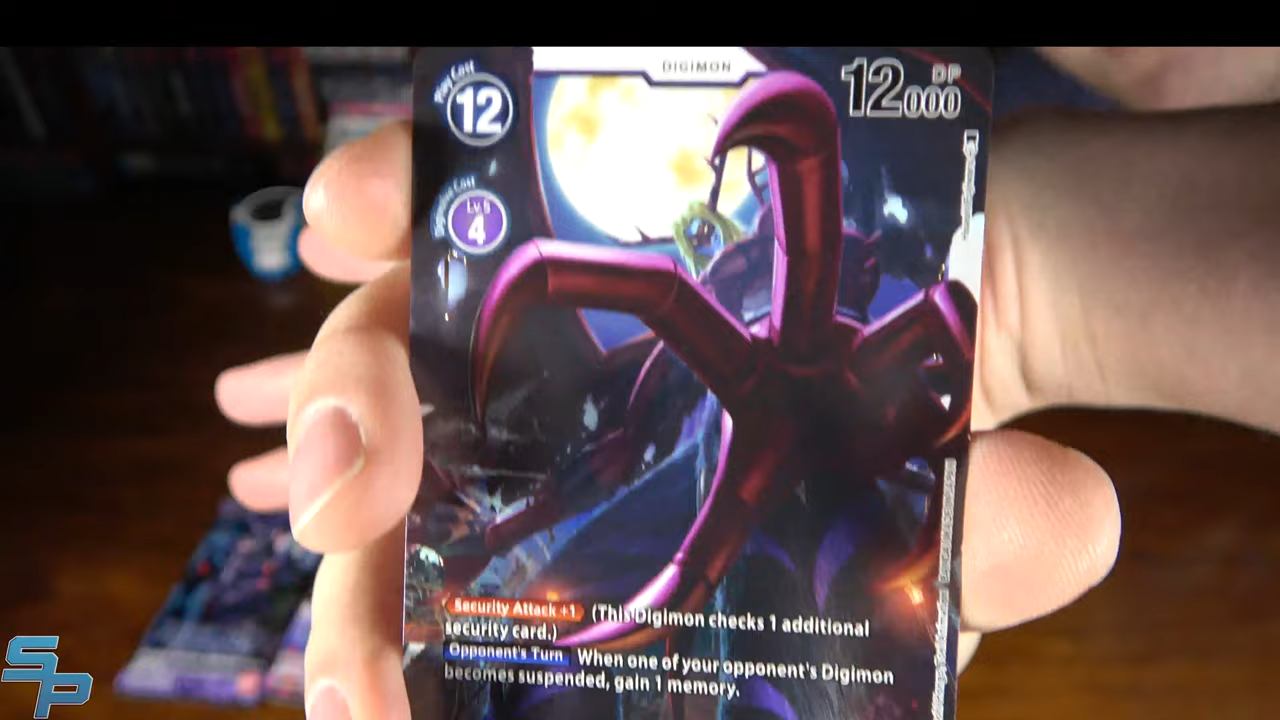 DIGIMON
Play Cost
12
DP
12000
Digivolve Cost
Lv.5
4
Security Attack +1 (This Digimon checks 1 additional
security card.)
Opponent's Turn When one of your opponent's Digimon
becomes suspended, gain 1 memory.
SP